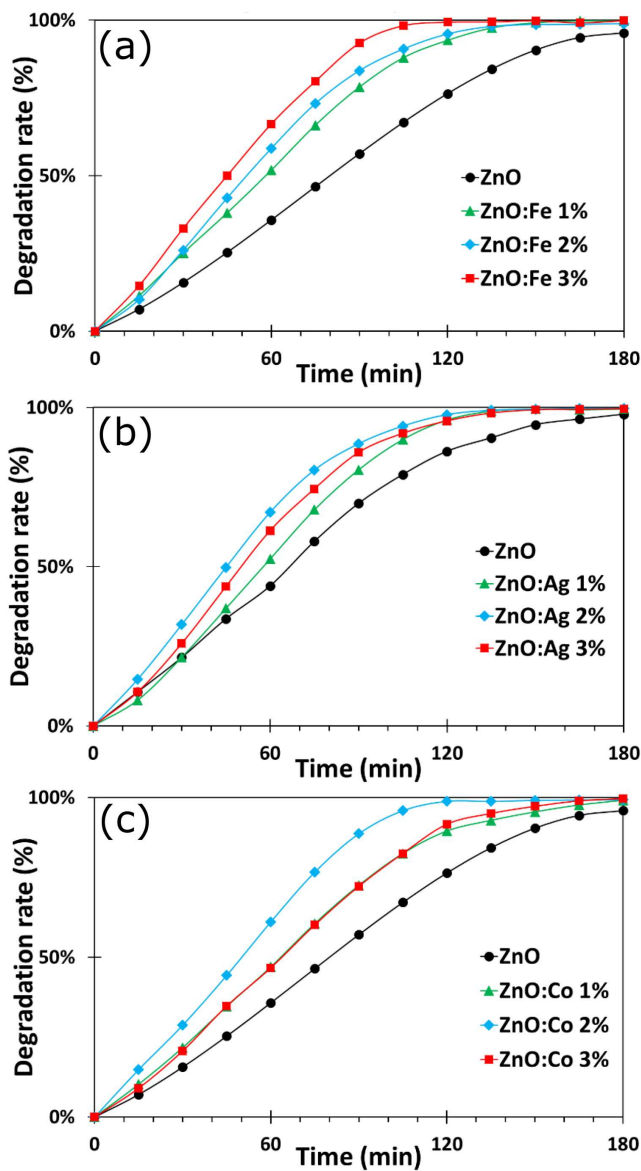 (a)
100%
50%
0%
Degradation rate (%)
ZnO
ZnO:Fe 1%
ZnO:Fe 2%
ZnO:Fe 3%
0 60 120 180
Time (min)
(b)
100%
50%
0%
Degradation rate (%)
ZnO
ZnO:Ag 1%
ZnO:Ag 2%
ZnO:Ag 3%
0 60 120 180
Time (min)
(c)
100%
50%
0%
Degradation rate (%)
ZnO
ZnO:Co 1%
ZnO:Co 2%
ZnO:Co 3%
0 60 120 180
Time (min)